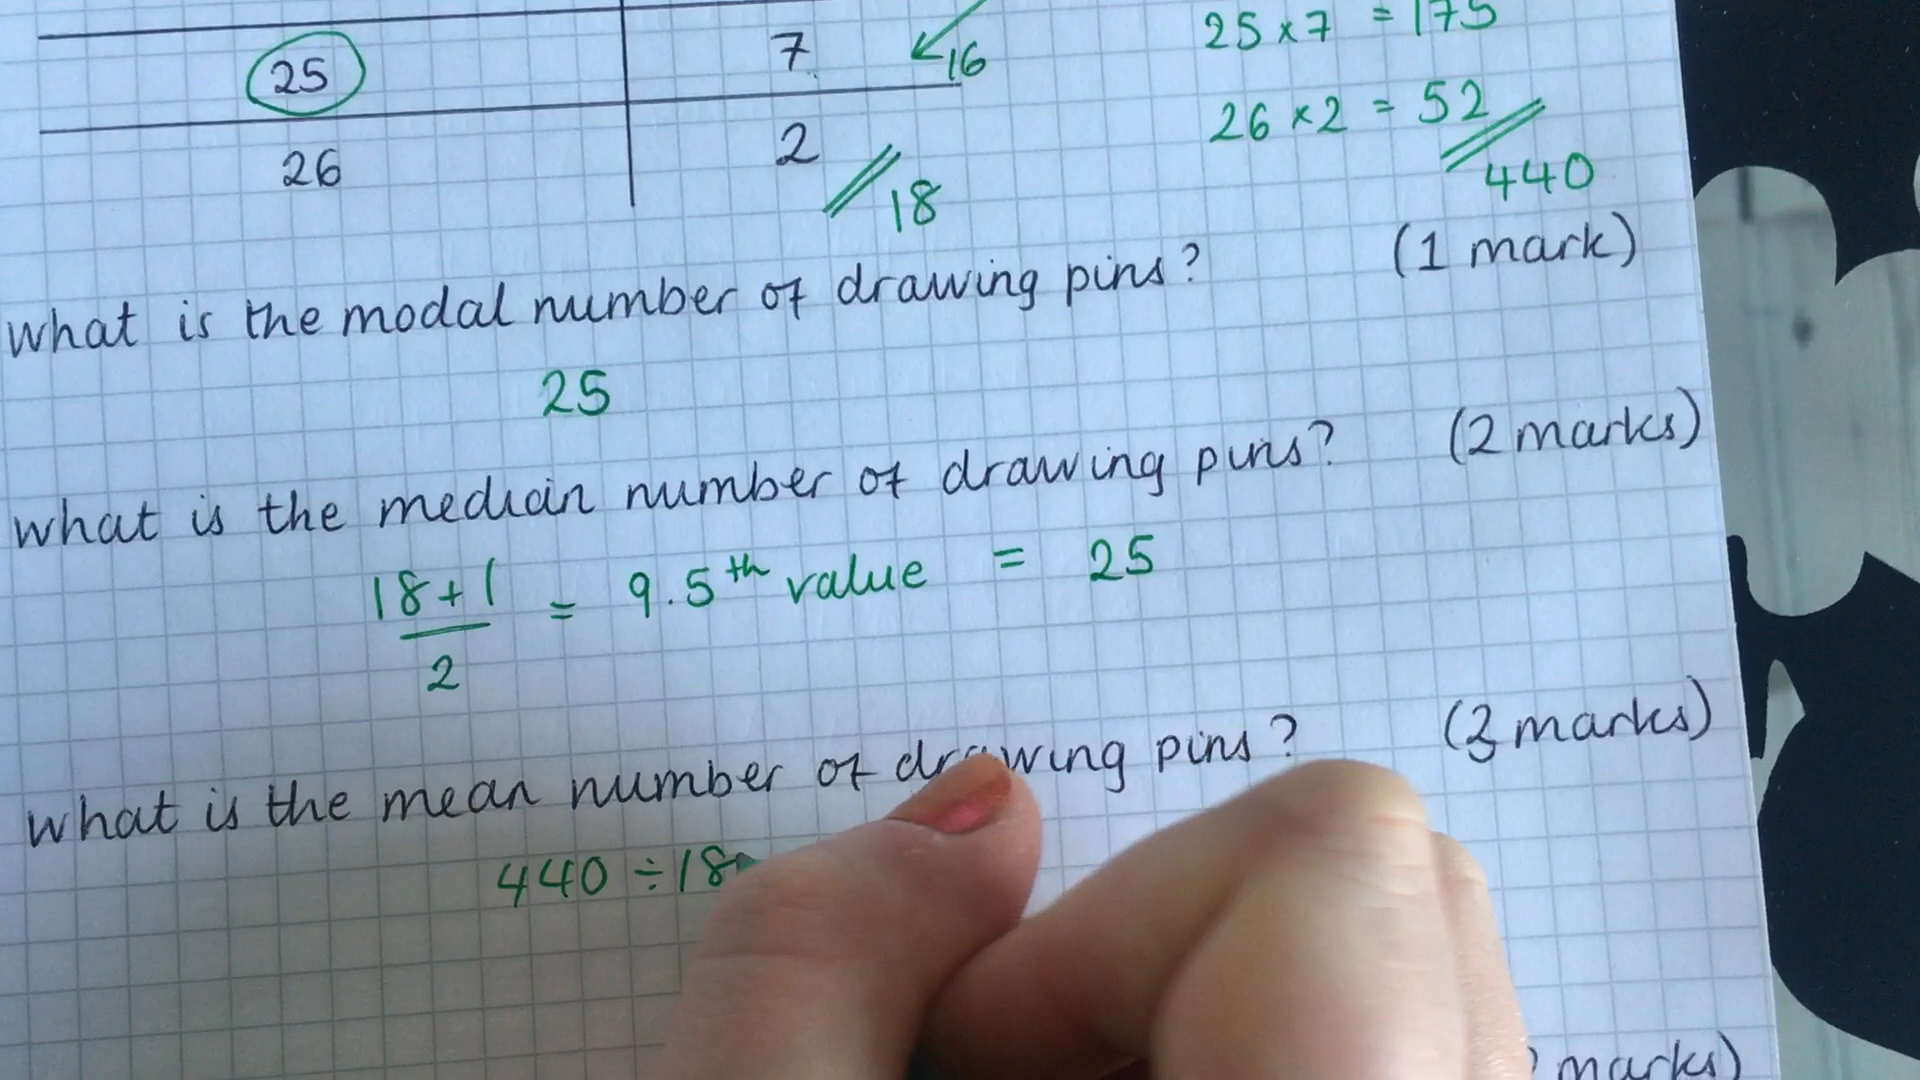 25 × 7 = 175
25 7 16
26 × 2 = 52
26 2 18
440
what is the modal number of drawing pins? (1 mark)
25
what is the median number of drawing pins? (2 marks)
18 + 1 = 9.5th value = 25
2
what is the mean number of drawing pins? (3 marks)
440 ÷ 18
marks)